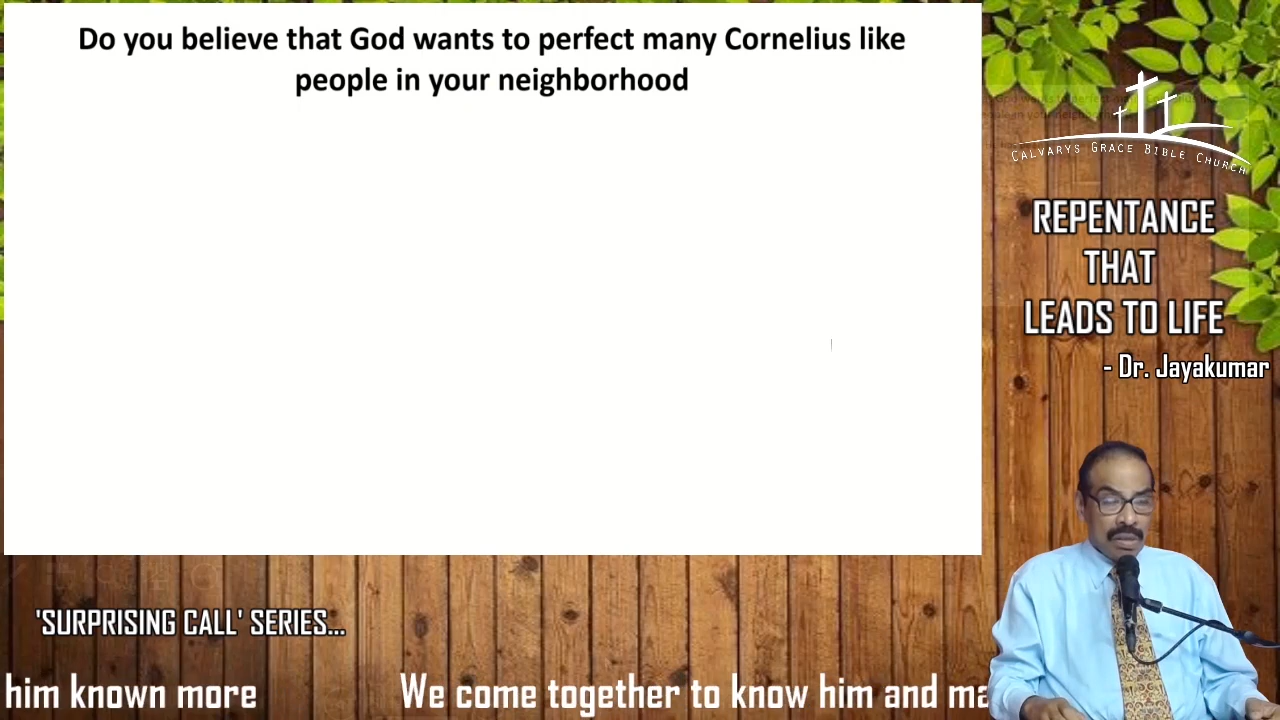 Do you believe that God wants to perfect many Cornelius like
people in your neighborhood
CALVARYS GRACE BIBLE CHURCH
REPENTANCE
THAT
LEADS TO LIFE
- Dr. Jayakumar
'SURPRISING CALL' SERIES...
him known more We come together to know him and ma